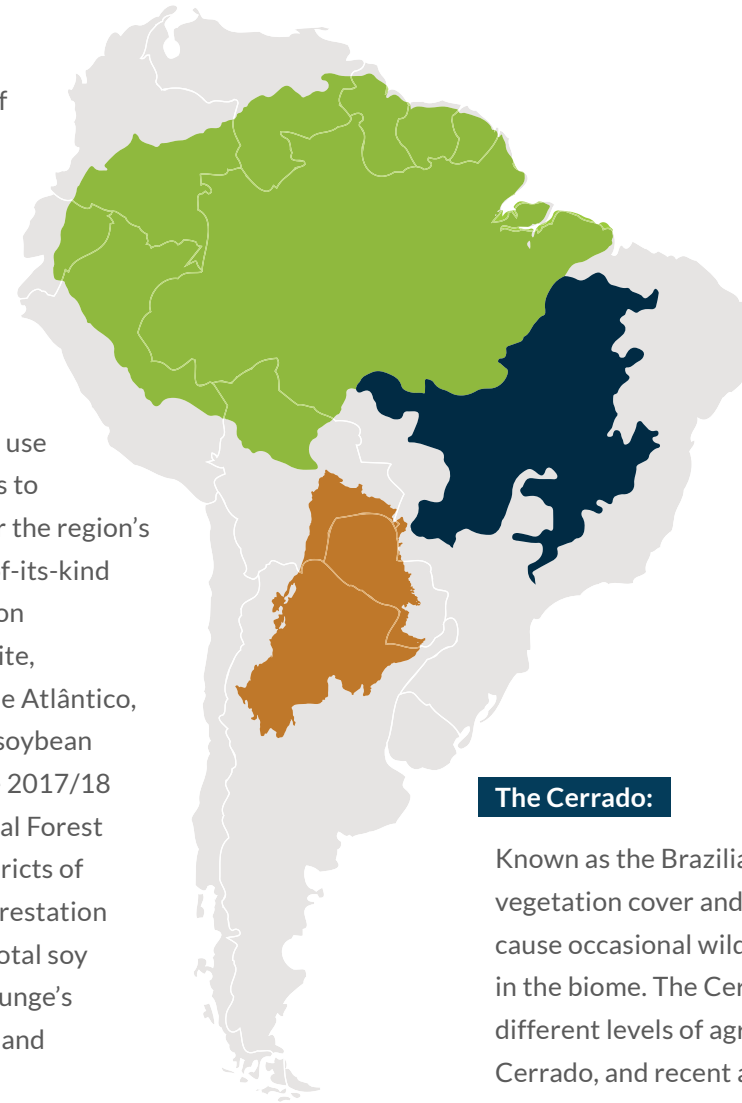 f
use
s to
r the region's
f-its-kind
on
ite,
e Atlântico,
soybean
2017/18
al Forest
ricts of
restation
otal soy
unge's
and
The Cerrado:
Known as the Brazilia
vegetation cover and
cause occasional wild
in the biome. The Cer
different levels of agr
Cerrado, and recent a